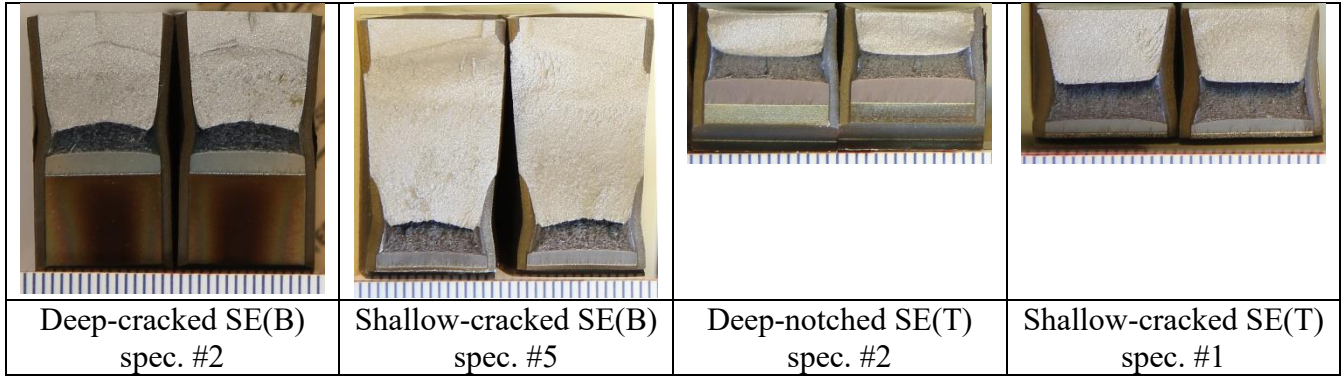 Deep-cracked SE(B)
spec. #2
Shallow-cracked SE(B)
spec. #5
Deep-notched SE(T)
spec. #2
Shallow-cracked SE(T)
spec. #1